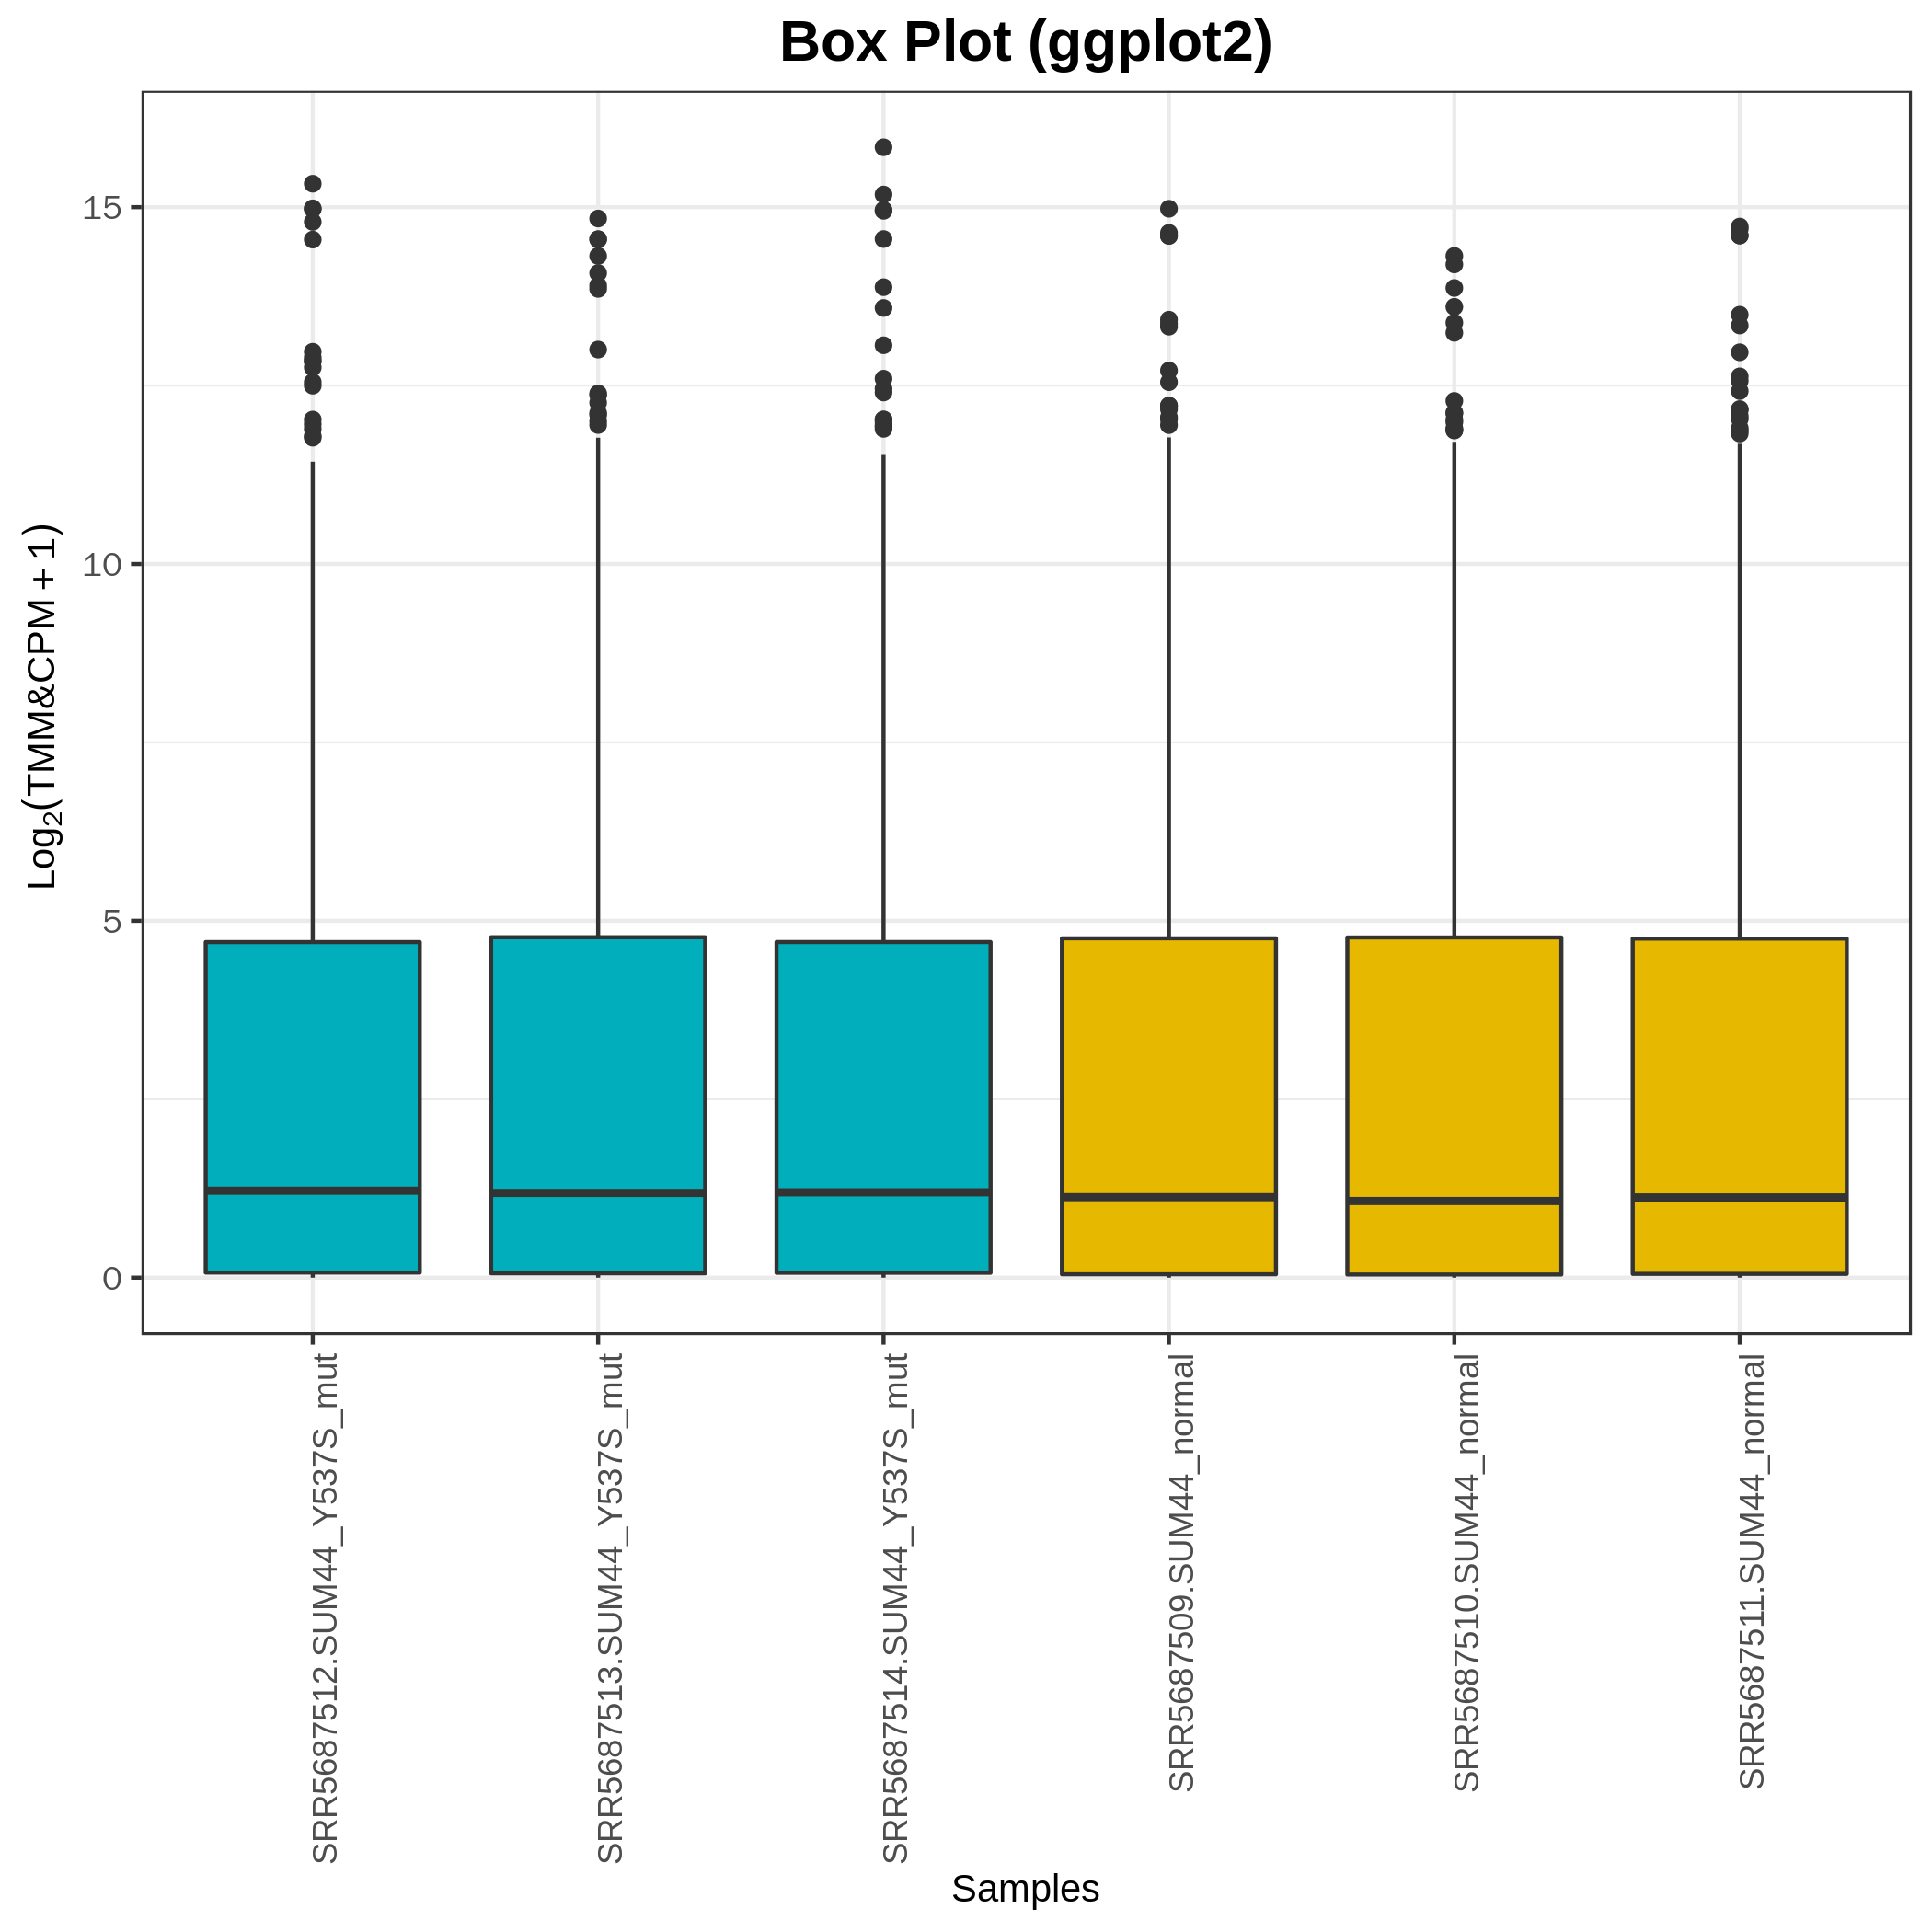 Box Plot (ggplot2)
Log₂(TMM&CPM + 1)
15
10
5
0
SRR5687512.SUM44_Y537S_mut
SRR5687513.SUM44_Y537S_mut
SRR5687514.SUM44_Y537S_mut
SRR5687509.SUM44_normal
SRR5687510.SUM44_normal
SRR5687511.SUM44_normal
Samples